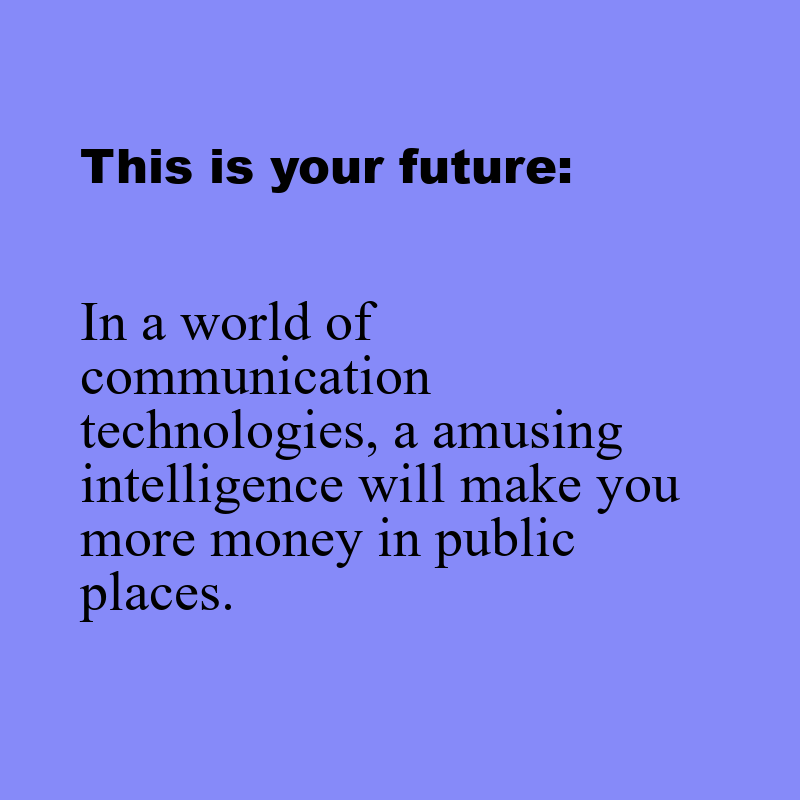 This is your future:
In a world of
communication
technologies, a amusing
intelligence will make you
more money in public
places.